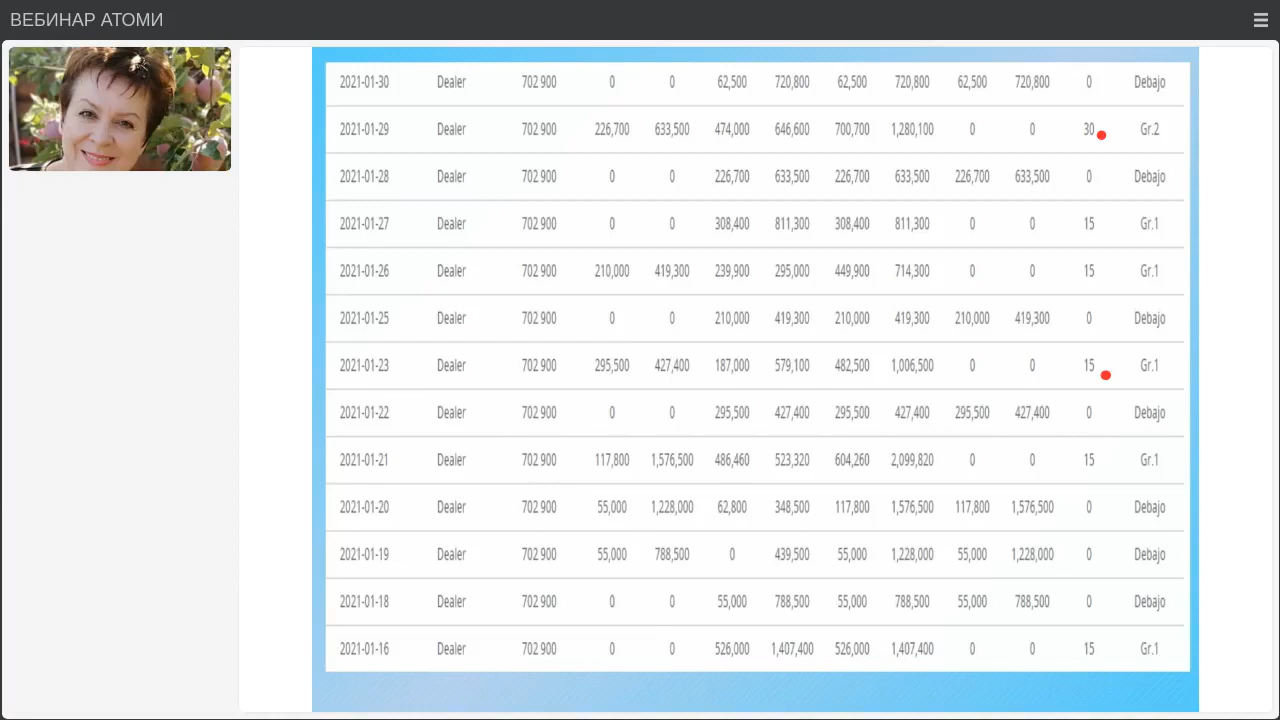 ВЕБИНАР АТОМИ
2021-01-30 Dealer 702 900 0 0 62,500 720,800 62,500 720,800 62,500 720,800 0 Debajo
2021-01-29 Dealer 702 900 226,700 633,500 474,000 646,600 700,700 1,280,100 0 0 30 Gr.2
2021-01-28 Dealer 702 900 0 0 226,700 633,500 226,700 633,500 226,700 633,500 0 Debajo
2021-01-27 Dealer 702 900 0 0 308,400 811,300 308,400 811,300 0 0 15 Gr.1
2021-01-26 Dealer 702 900 210,000 419,300 239,900 295,000 449,900 714,300 0 0 15 Gr.1
2021-01-25 Dealer 702 900 0 0 210,000 419,300 210,000 419,300 210,000 419,300 0 Debajo
2021-01-23 Dealer 702 900 295,500 427,400 187,000 579,100 482,500 1,006,500 0 0 15 Gr.1
2021-01-22 Dealer 702 900 0 0 295,500 427,400 295,500 427,400 295,500 427,400 0 Debajo
2021-01-21 Dealer 702 900 117,800 1,576,500 486,460 523,320 604,260 2,099,820 0 0 15 Gr.1
2021-01-20 Dealer 702 900 55,000 1,228,000 62,800 348,500 117,800 1,576,500 117,800 1,576,500 0 Debajo
2021-01-19 Dealer 702 900 55,000 788,500 0 439,500 55,000 1,228,000 55,000 1,228,000 0 Debajo
2021-01-18 Dealer 702 900 0 0 55,000 788,500 55,000 788,500 55,000 788,500 0 Debajo
2021-01-16 Dealer 702 900 0 0 526,000 1,407,400 526,000 1,407,400 0 0 15 Gr.1